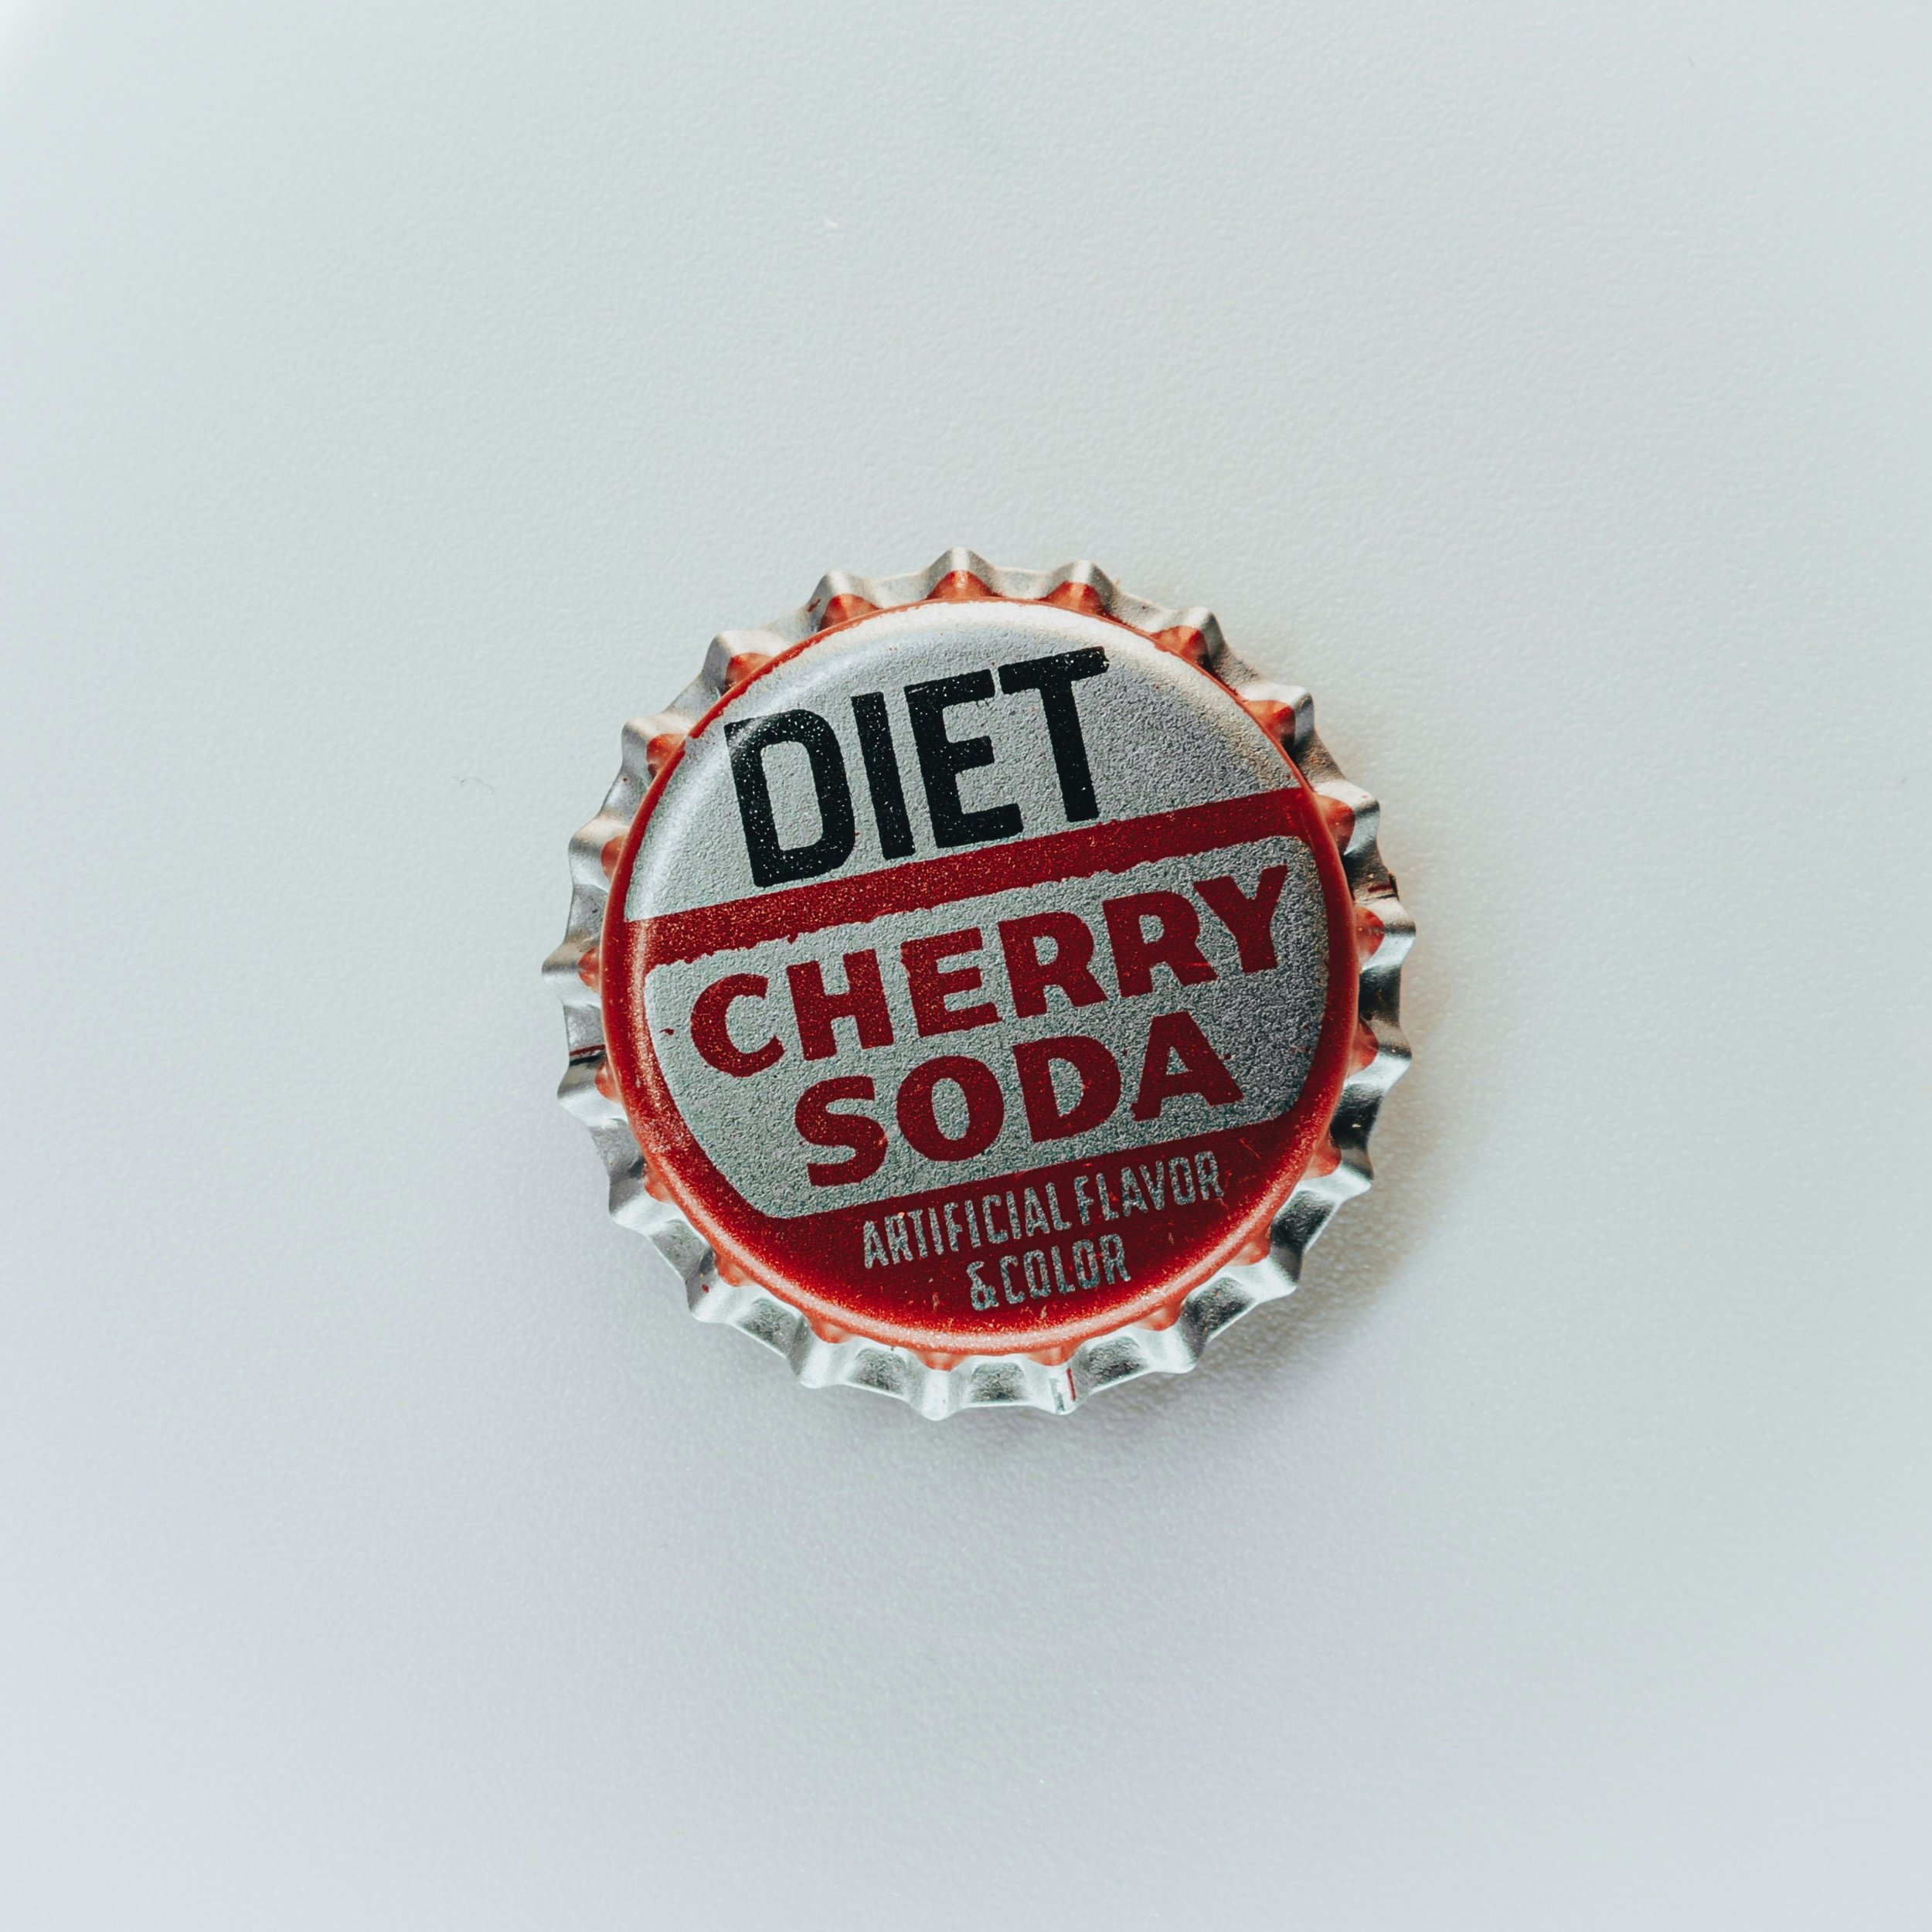 DIET
CHERRY
SODA
ARTIFICIAL FLAVOR
& COLOR